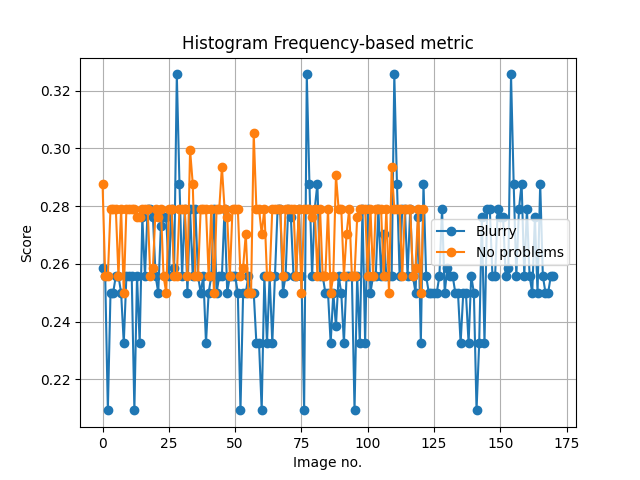 Histogram Frequency-based metric
0.32
0.30
0.28
0.26
0.24
0.22
Score
Blurry
No problems
0
25
50
75
100
125
150
175
Image no.